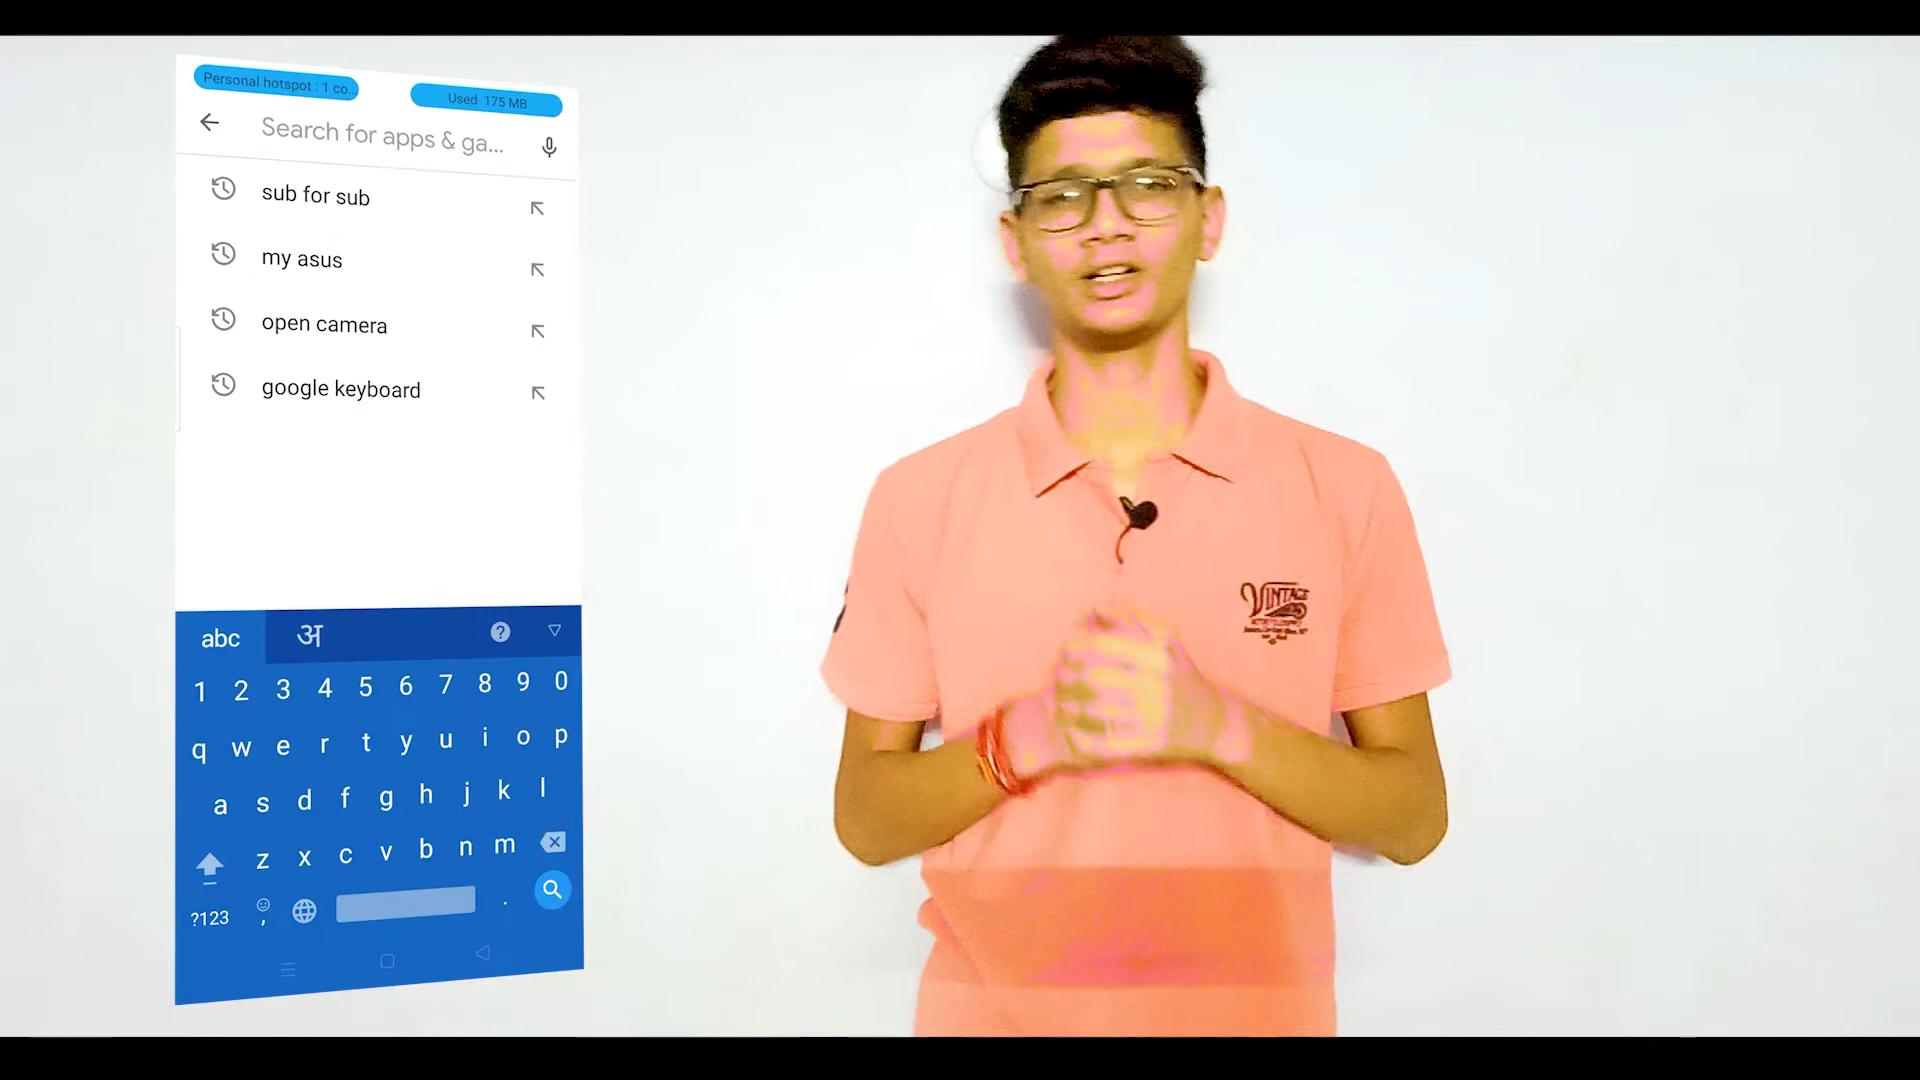 Personal hotspot : 1 co...
Used 175 MB
Search for apps & ga...
sub for sub
my asus
open camera
google keyboard
abc अ ?
1 2 3 4 5 6 7 8 9 0
q w e r t y u i o p
a s d f g h j k l
z x c v b n m
?123 , .
VINTAGE